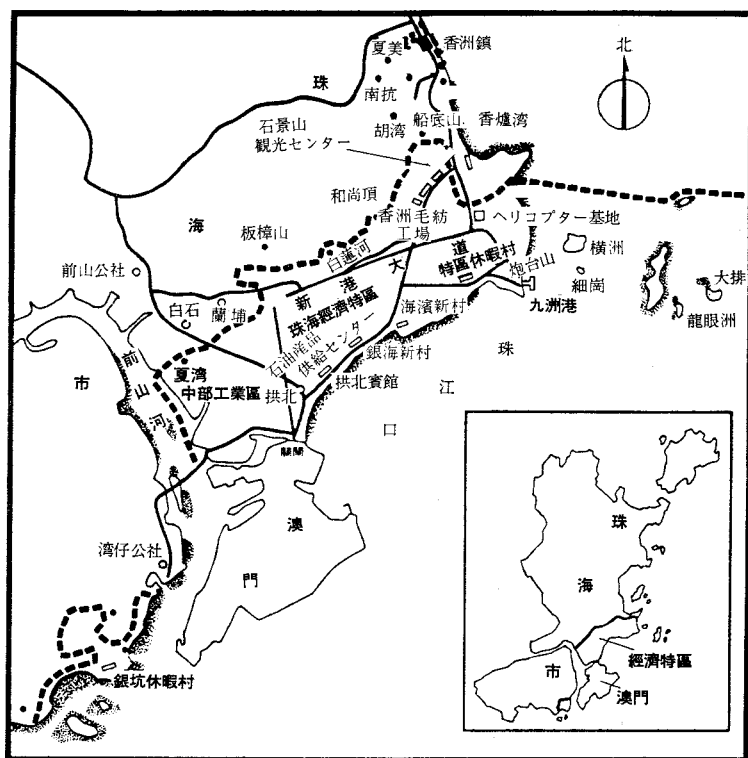 北
香洲鎮
夏美
珠
南抗
石景山
観光センター
胡湾
船底山
香爐湾
和尚頂
海
板樟山
香洲毛紡
工場
ヘリコプター基地
白蓮河
大
道
特區休暇村
炮台山
横洲
細崗
大排
龍眼洲
九洲港
前山公社
新港
珠海經濟特區
白石
蘭埔
石油産品
供給センター
海濱新村
銀海新村
珠
江
口
市
前
山
河
夏湾
中部工業區
拱北
拱北賓館
關閘
澳
門
湾仔公社
銀坑休暇村
珠
海
市
經濟特區
澳門